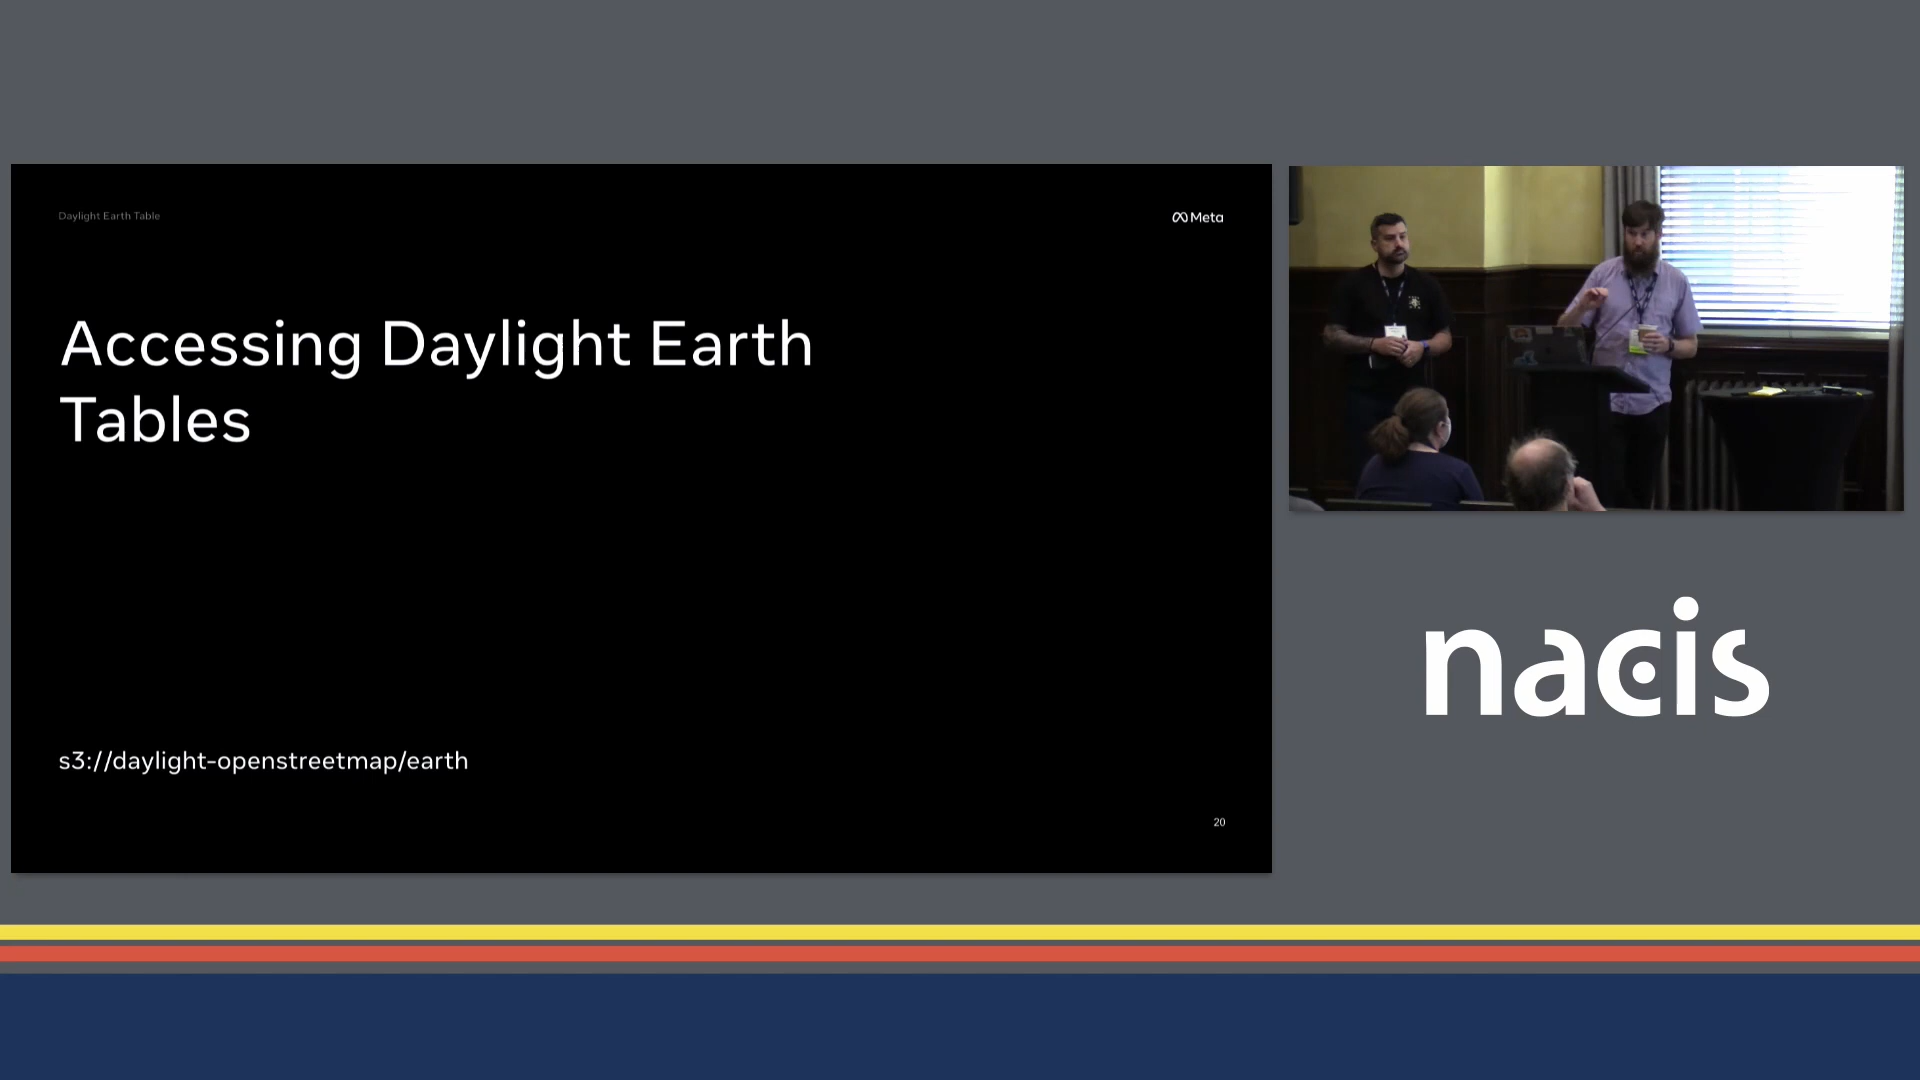 Daylight Earth Table
Meta
Accessing Daylight Earth
Tables
s3://daylight-openstreetmap/earth
20
nacis